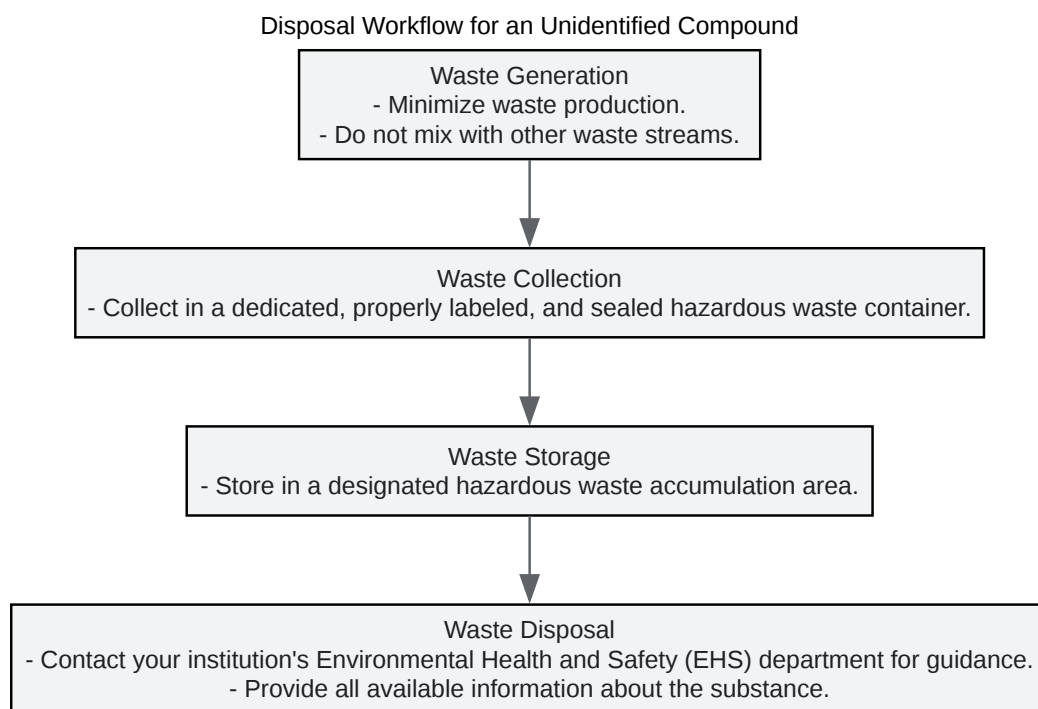 Disposal Workflow for an Unidentified Compound
Waste Generation
- Minimize waste production.
- Do not mix with other waste streams.
Waste Collection
- Collect in a dedicated, properly labeled, and sealed hazardous waste container.
Waste Storage
- Store in a designated hazardous waste accumulation area.
Waste Disposal
- Contact your institution's Environmental Health and Safety (EHS) department for guidance.
- Provide all available information about the substance.